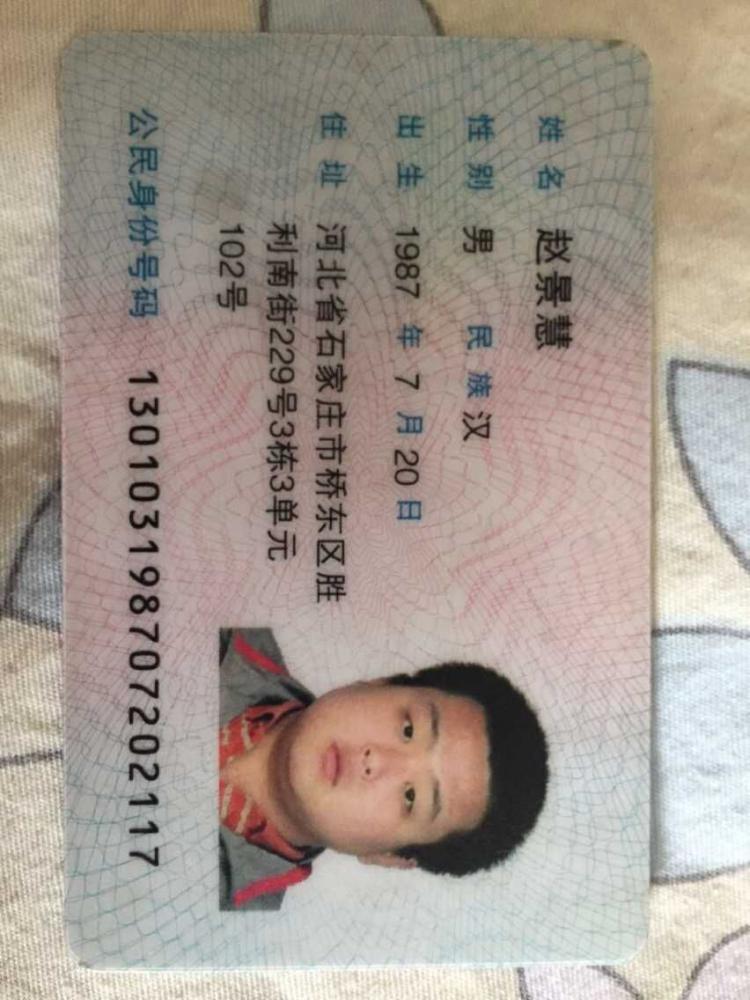 姓名 赵景慧
性别 男 民族 汉
出生 1987 年 7 月 20 日
住址 河北省石家庄市桥东区胜
利南街229号3栋3单元
102号
公民身份号码 130103198707202117